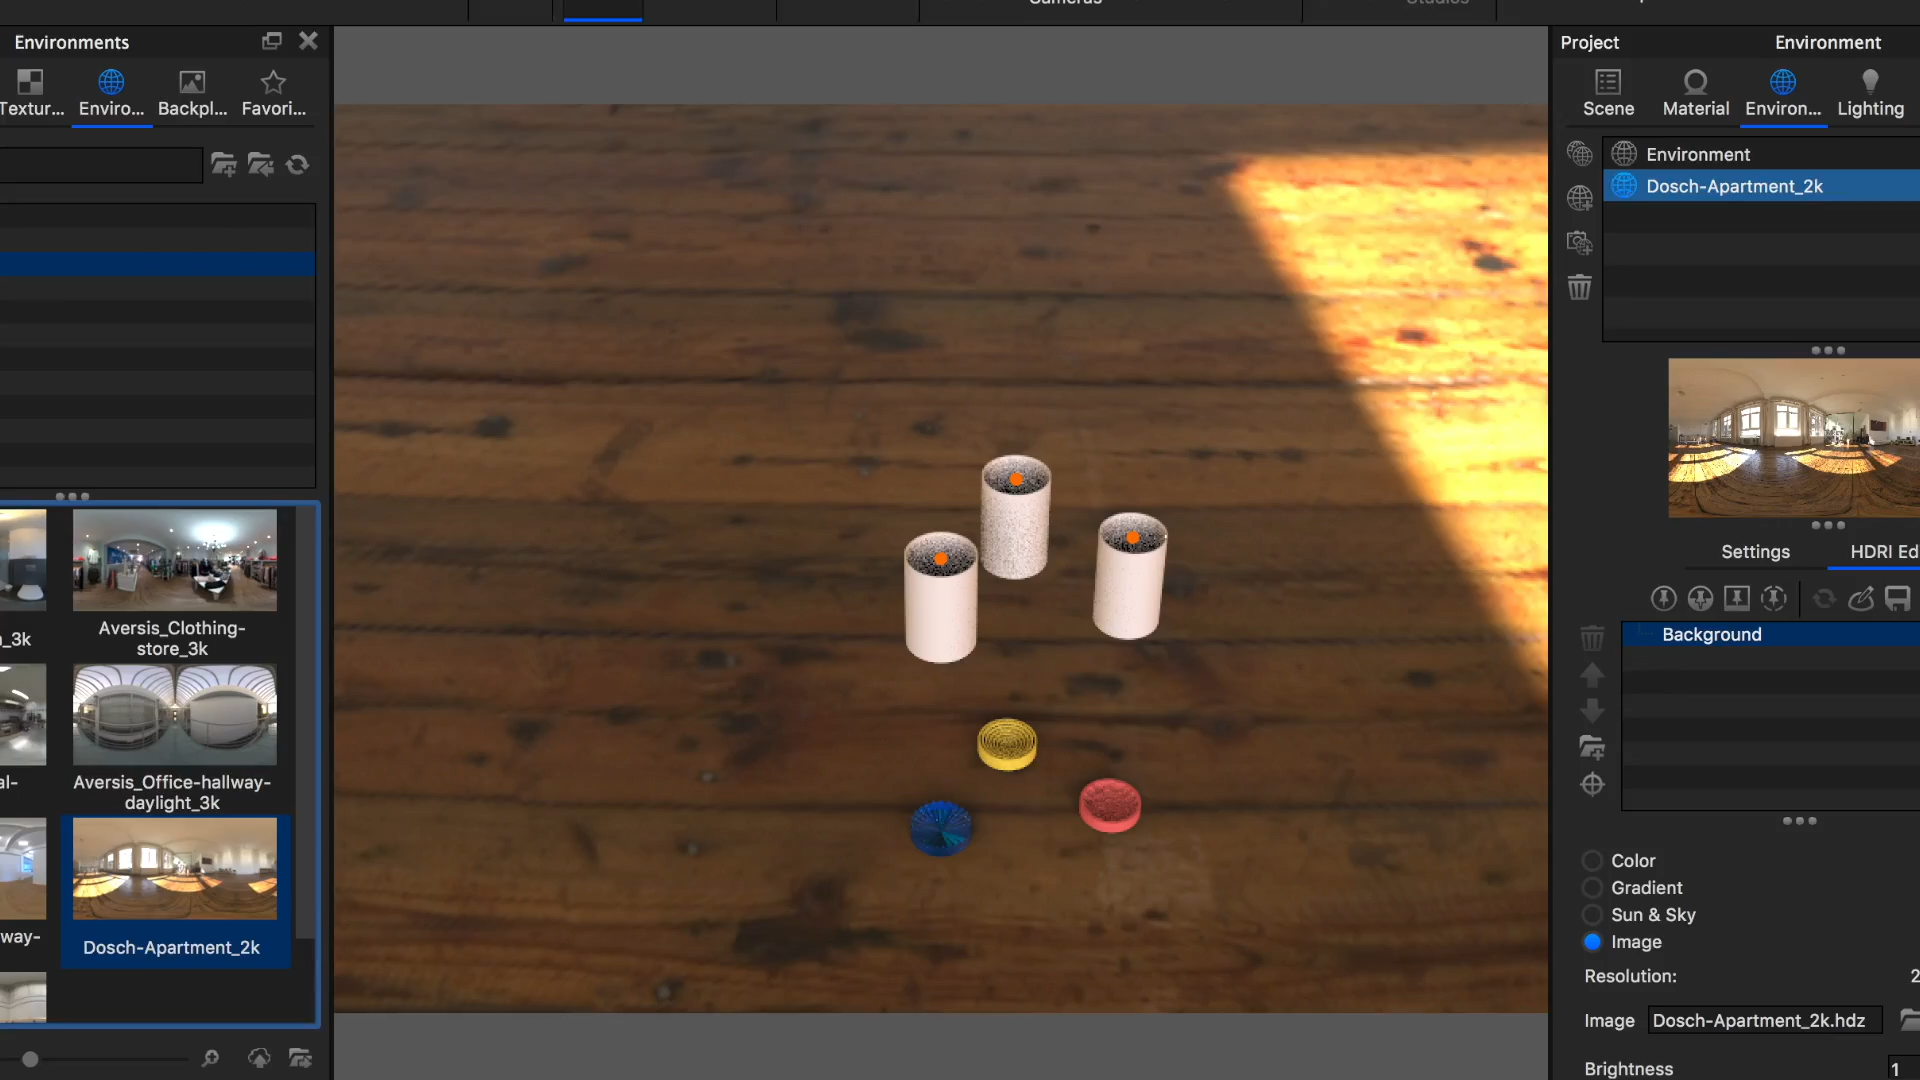 Cameras
Studios
Environments
Textur...
Enviro...
Backpl...
Favori...
_3k
Aversis_Clothing-
store_3k
al-
Aversis_Office-hallway-
daylight_3k
way-
Dosch-Apartment_2k
Project
Environment
Scene
Material
Environ...
Lighting
Environment
Dosch-Apartment_2k
Settings
HDRI Ed
Background
Color
Gradient
Sun & Sky
Image
Resolution:
2
Image
Dosch-Apartment_2k.hdz
Brightness
1